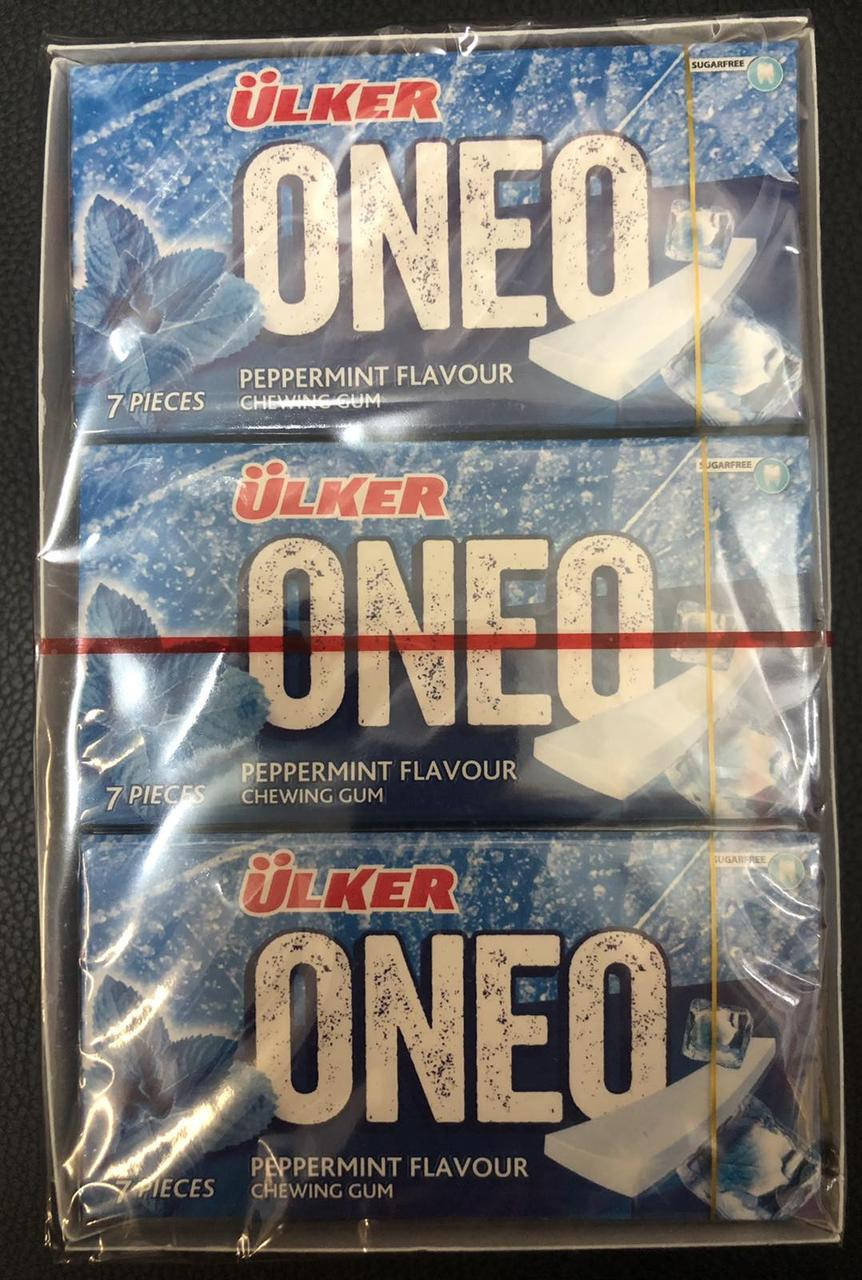 SUGARFREE
ÜLKER
ONEO
PEPPERMINT FLAVOUR
7 PIECES
CHEWING GUM
SUGARFREE
ÜLKER
ONEO
PEPPERMINT FLAVOUR
7 PIECES
CHEWING GUM
SUGARFREE
ÜLKER
ONEO
PEPPERMINT FLAVOUR
7 PIECES
CHEWING GUM